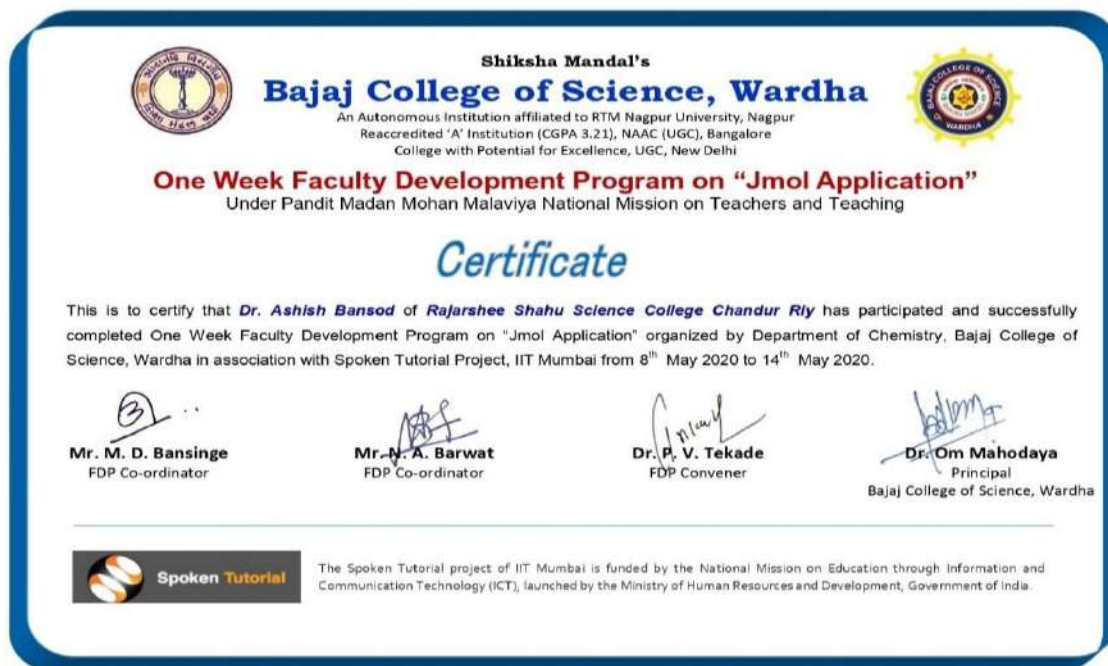 Shiksha Mandal's
Bajaj College of Science, Wardha
An Autonomous Institution affiliated to RTM Nagpur University, Nagpur
Reaccredited 'A' Institution (CGPA 3.21), NAAC (UGC), Bangalore
College with Potential for Excellence, UGC, New Delhi
BAJAJ COLLEGE OF SCIENCE
WARDHA
One Week Faculty Development Program on “Jmol Application”
Under Pandit Madan Mohan Malaviya National Mission on Teachers and Teaching
Certificate
This is to certify that Dr. Ashish Bansod of Rajarshee Shahu Science College Chandur Rly has participated and successfully
completed One Week Faculty Development Program on "Jmol Application" organized by Department of Chemistry, Bajaj College of
Science, Wardha in association with Spoken Tutorial Project, IIT Mumbai from 8th May 2020 to 14th May 2020.
Mr. M. D. Bansinge
FDP Co-ordinator
Mr. N. A. Barwat
FDP Co-ordinator
Dr. P. V. Tekade
FDP Convener
Dr. Om Mahodaya
Principal
Bajaj College of Science, Wardha
Spoken Tutorial
The Spoken Tutorial project of IIT Mumbai is funded by the National Mission on Education through Information and
Communication Technology (ICT), launched by the Ministry of Human Resources and Development, Government of India.